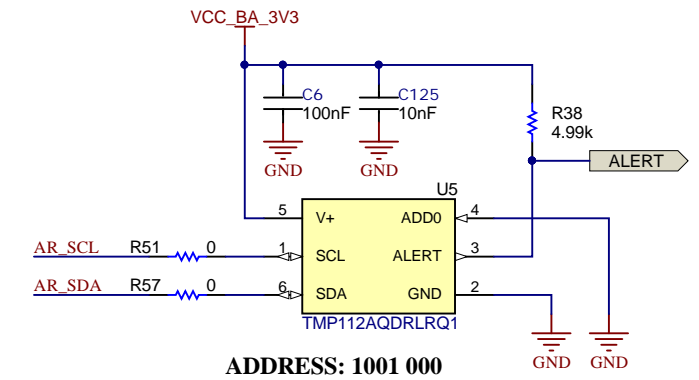 VCC_BA_3V3
C6
100nF
C125
10nF
R38
4.99k
ALERT
GND
GND
U5
5
V+
ADD0
4
AR_SCL
R51
0
1
SCL
ALERT
3
AR_SDA
R57
0
6
SDA
GND
2
TMP112AQDRLRQ1
GND
GND
ADDRESS: 1001 000